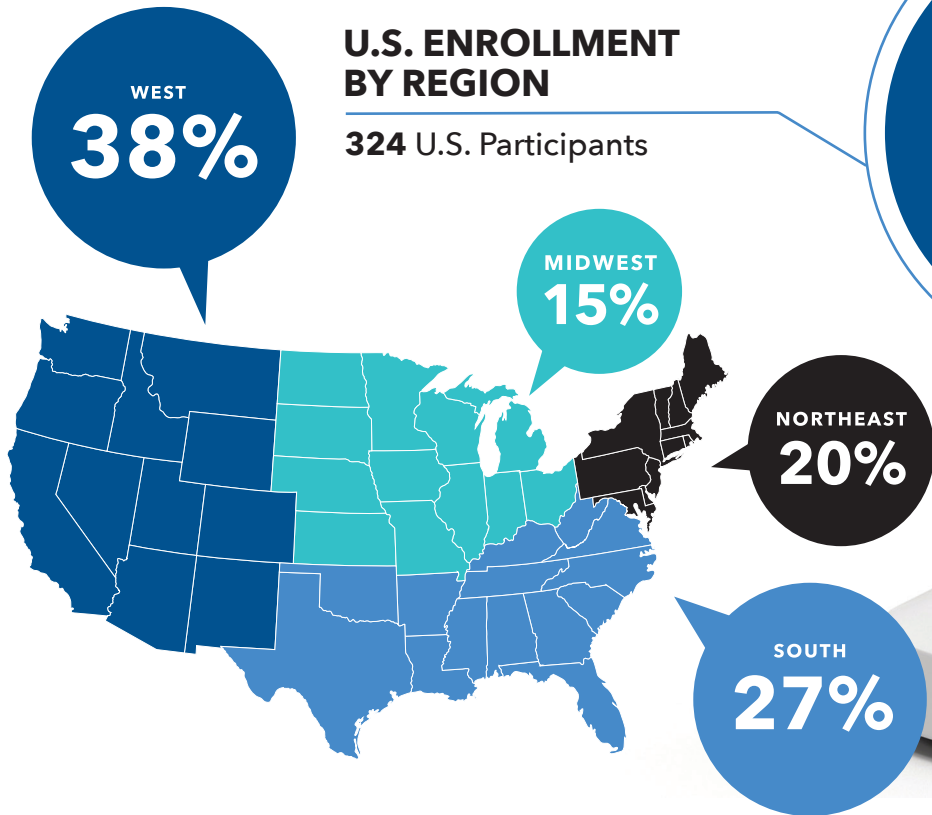 U.S. ENROLLMENT
BY REGION
324 U.S. Participants
WEST
38%
MIDWEST
15%
NORTHEAST
20%
SOUTH
27%